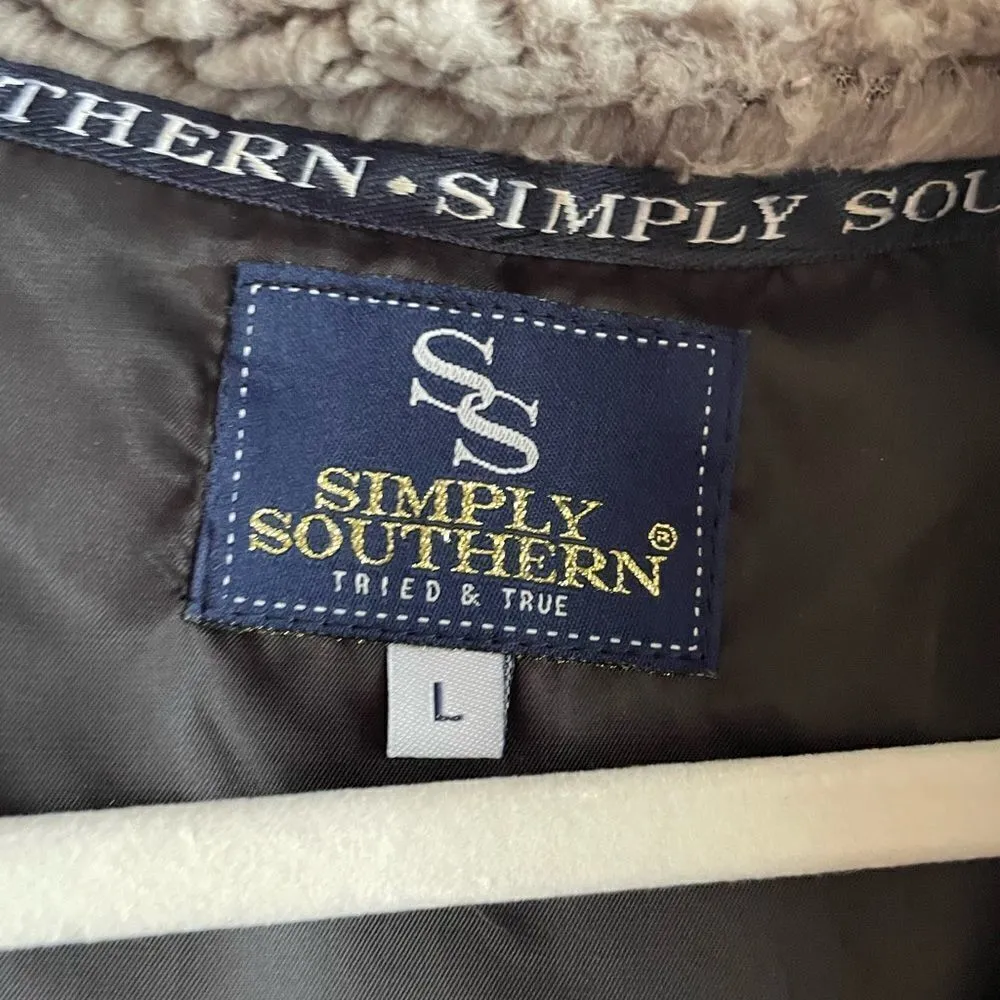 THERN • SIMPLY SOU
SS
SIMPLY
SOUTHERN®
TRIED & TRUE
L